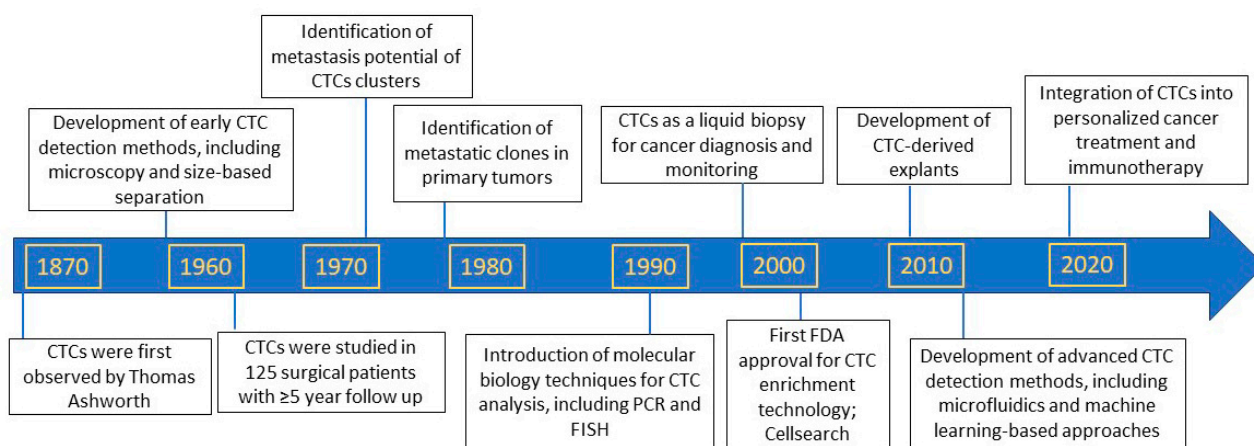 Identification of
metastasis potential of
CTCs clusters
Development of early CTC
detection methods, including
microscopy and size-based
separation
Identification of
metastatic clones in
primary tumors
CTCs as a liquid biopsy
for cancer diagnosis and
monitoring
Development of
CTC-derived
explants
Integration of CTCs into
personalized cancer
treatment and
immunotherapy
1870
1960
1970
1980
1990
2000
2010
2020
CTCs were first
observed by Thomas
Ashworth
CTCs were studied in
125 surgical patients
with ≥5 year follow up
Introduction of molecular
biology techniques for CTC
analysis, including PCR and
FISH
First FDA
approval for CTC
enrichment
technology;
Cellsearch
Development of advanced CTC
detection methods, including
microfluidics and machine
learning-based approaches